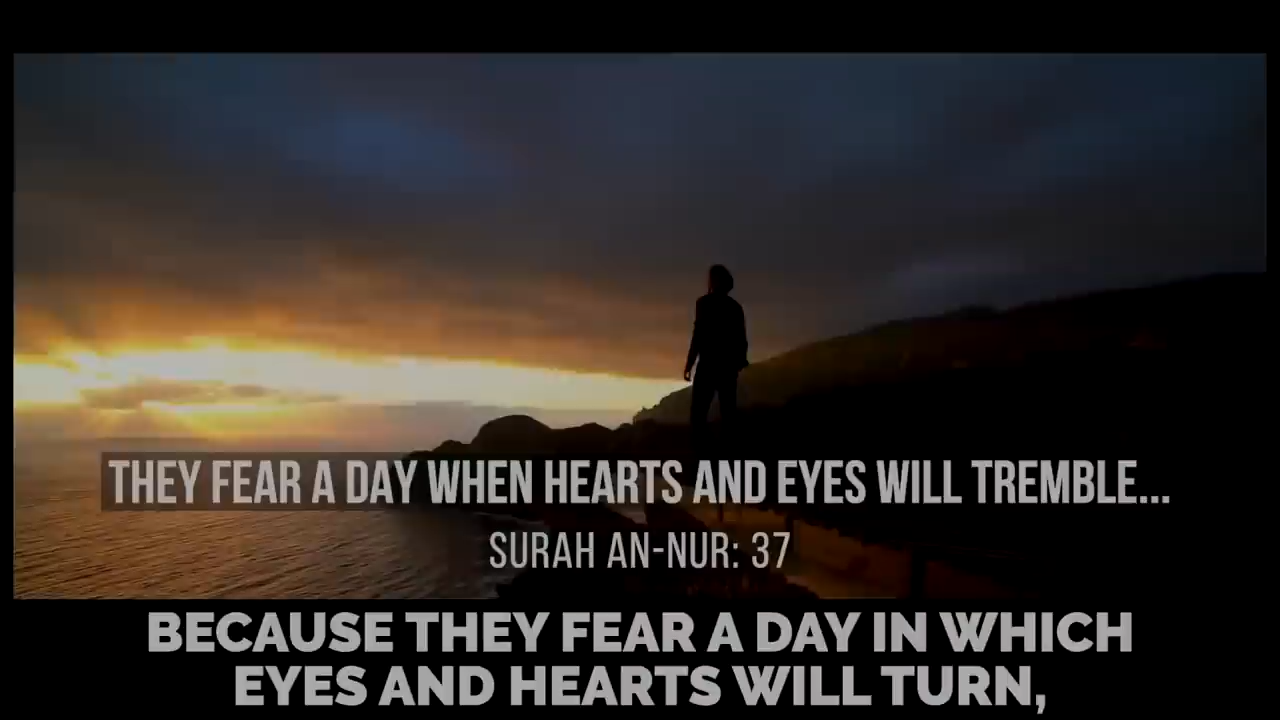 THEY FEAR A DAY WHEN HEARTS AND EYES WILL TREMBLE...
SURAH AN-NUR: 37
BECAUSE THEY FEAR A DAY IN WHICH
EYES AND HEARTS WILL TURN,